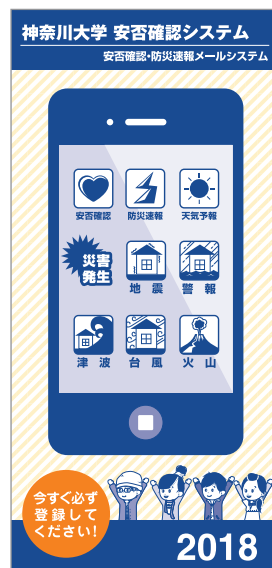 神奈川大学 安否確認システム
安否確認・防災速報メールシステム
安否確認 防災速報 天気予報
災害
発生
地震 警報
津波 台風 火山
今すぐ必ず
登録して
ください!
2018